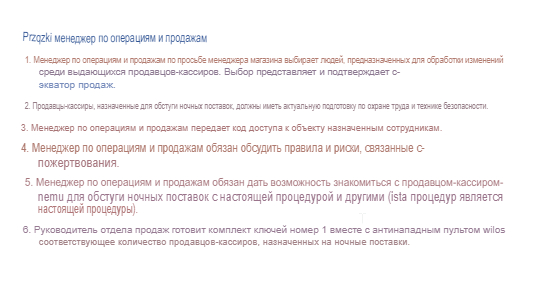 Przqzki менеджер по операциям и продажам
1. Менеджер по операциям и продажам по просьбе менеджера магазина выбирает людей, предназначенных для обработки изменений
среди выдающихся продавцов-кассиров. Выбор представляет и подтверждает с-
экватор продаж.
2. Продавцы-кассиры, назначенные для обстуги ночных поставок, должны иметь актуальную подготовку по охране труда и технике безопасности.
3. Менеджер по операциям и продажам передает код доступа к объекту назначенным сотрудникам.
4. Менеджер по операциям и продажам обязан обсудить правила и риски, связанные с-
пожертвования.
5. Менеджер по операциям и продажам обязан дать возможность знакомиться с продавцом-кассиром-
nemu для обстуги ночных поставок с настоящей процедурой и другими (ista процедур является
настоящей процедуры).
6. Руководитель отдела продаж готовит комплект ключей номер 1 вместе с антинападным пультом wilos
соответствующее количество продавцов-кассиров, назначенных на ночные поставки.